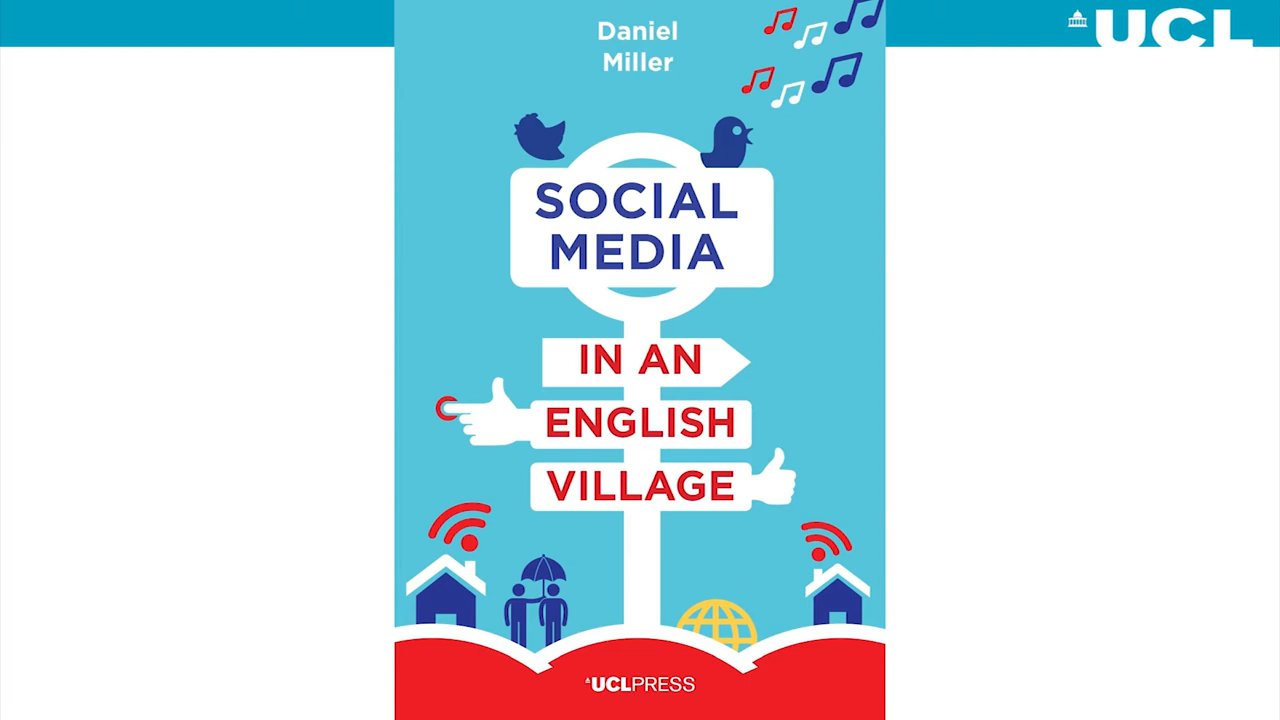 UCL
Daniel
Miller
SOCIAL
MEDIA
IN AN
ENGLISH
VILLAGE
UCLPRESS